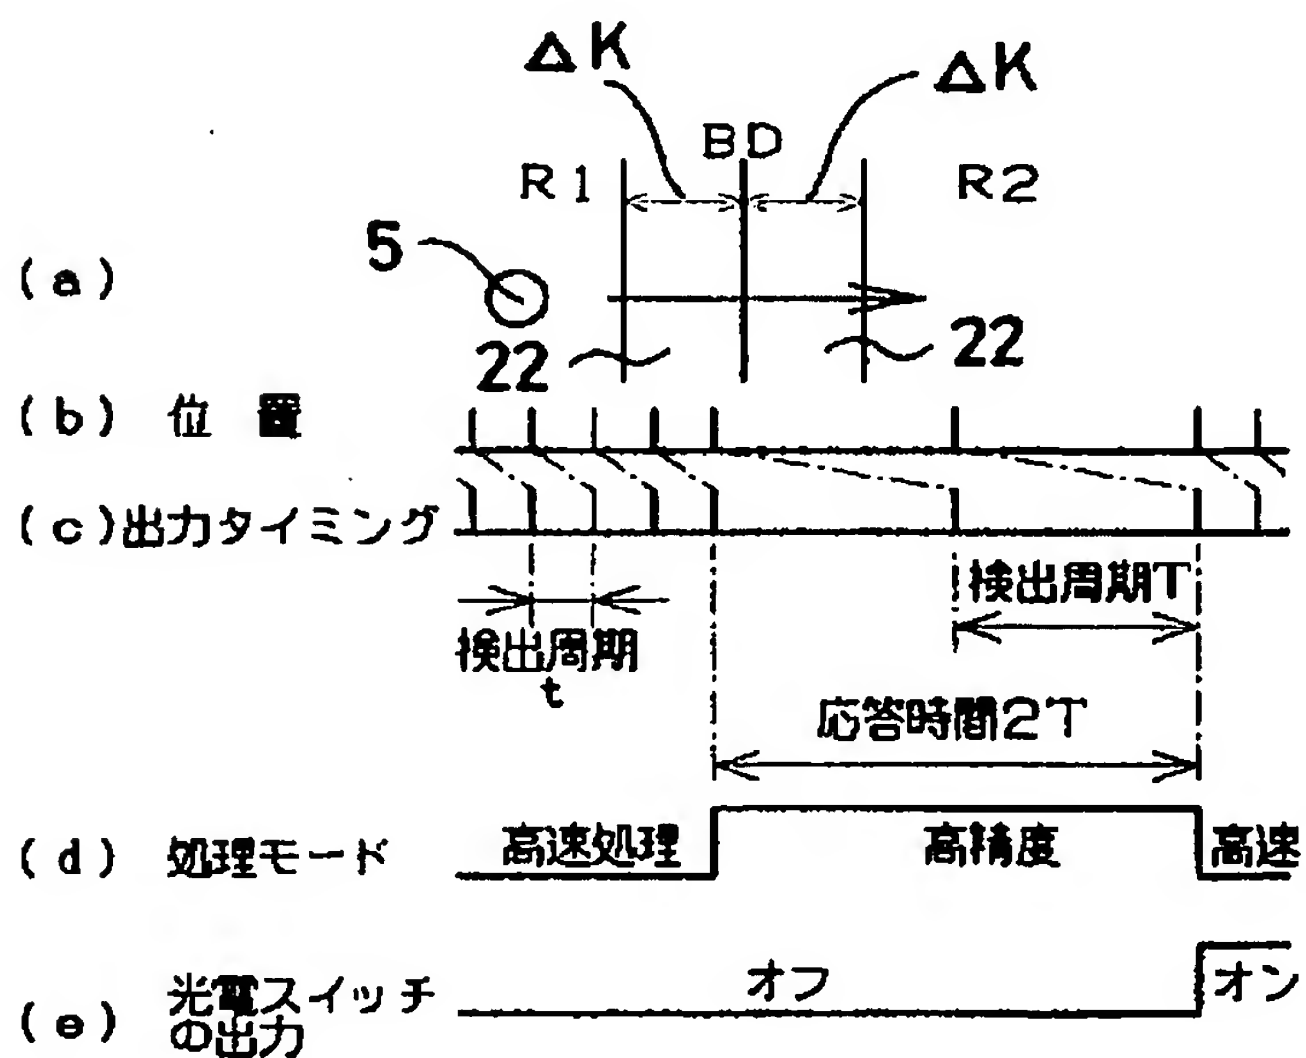 ΔK
ΔK
BD
R1
R2
5
(a)
22
22
(b) 位置
(c)出力タイミング
検出周期T
検出周期
t
応答時間2T
(d) 処理モード
高速処理
高精度
高速
(e) 光電スイッチ
の出力
オフ
オン